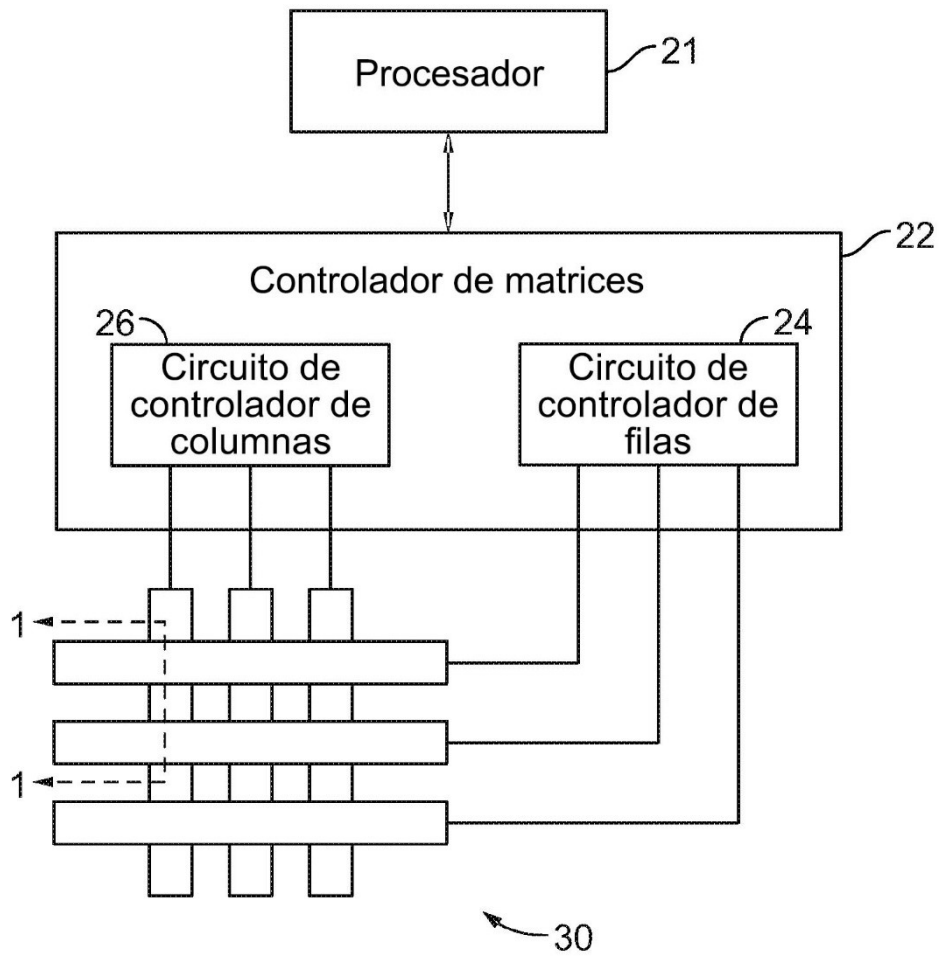 Procesador
21
22
Controlador de matrices
26
24
Circuito de
controlador de
columnas
Circuito de
controlador de
filas
1
1
30